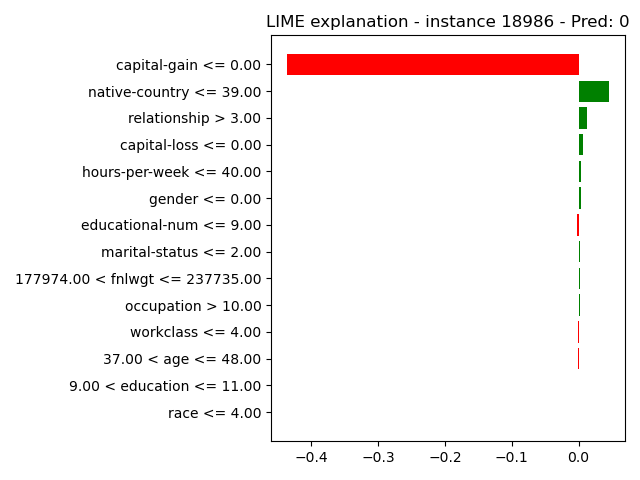 LIME explanation - instance 18986 - Pred: 0
capital-gain <= 0.00
native-country <= 39.00
relationship > 3.00
capital-loss <= 0.00
hours-per-week <= 40.00
gender <= 0.00
educational-num <= 9.00
marital-status <= 2.00
177974.00 < fnlwgt <= 237735.00
occupation > 10.00
workclass <= 4.00
37.00 < age <= 48.00
9.00 < education <= 11.00
race <= 4.00
−0.4 −0.3 −0.2 −0.1 0.0